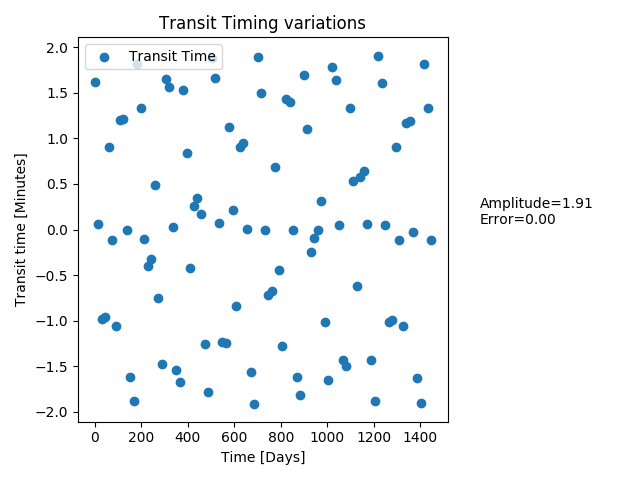 Transit Timing variations
Transit Time
2.0
1.5
1.0
0.5
0.0
−0.5
−1.0
−1.5
−2.0
Transit time [Minutes]
0 200 400 600 800 1000 1200 1400
Time [Days]
Amplitude=1.91
Error=0.00